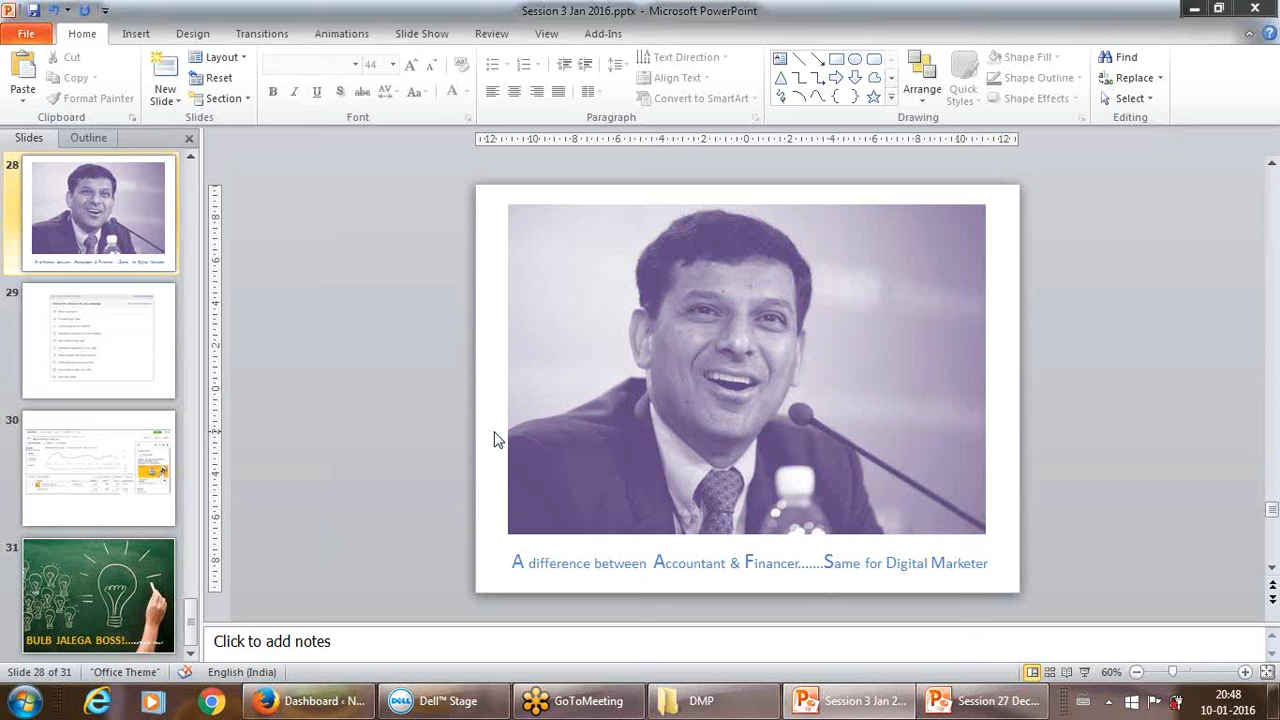 Session 3 Jan 2016.pptx - Microsoft PowerPoint
File Home Insert Design Transitions Animations Slide Show Review View Add-Ins
Paste
Cut
Copy
Format Painter
Clipboard
New
Slide
Layout
Reset
Section
Slides
44
Font
Paragraph
Text Direction
Align Text
Convert to SmartArt
Arrange
Quick
Styles
Shape Fill
Shape Outline
Shape Effects
Drawing
Find
Replace
Select
Editing
Slides Outline
28
29
30
31
BULB JALEGA BOSS!
A difference between Accountant & Financer.......Same for Digital Marketer
Click to add notes
Slide 28 of 31 "Office Theme" English (India) 60%
Dashboard - N... Dell™ Stage GoToMeeting DMP Session 3 Jan 2... Session 27 Dec...
20:48
10-01-2016